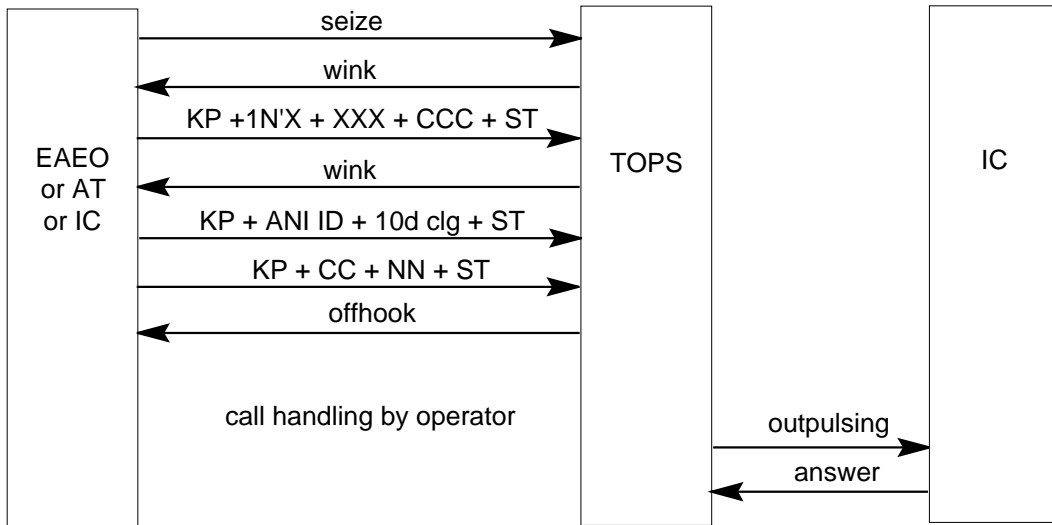 seize
wink
KP +1N'X + XXX + CCC + ST
EAEO
or AT
or IC
TOPS
IC
wink
KP + ANI ID + 10d clg + ST
KP + CC + NN + ST
offhook
call handling by operator
outpulsing
answer